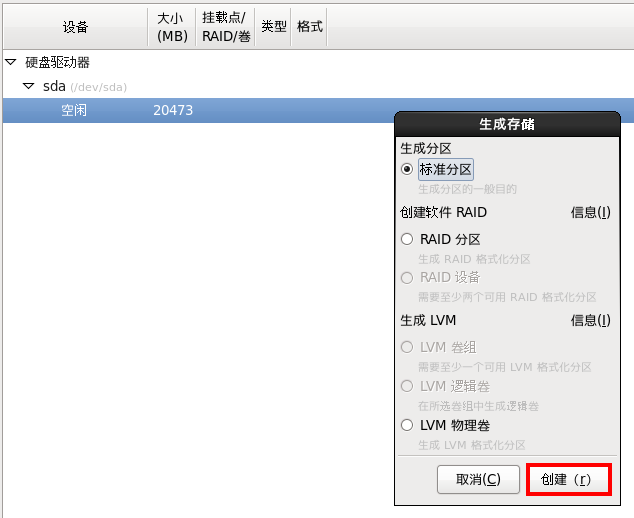 设备 大小(MB) 挂载点/RAID/卷 类型 格式
硬盘驱动器
sda (/dev/sda)
空闲 20473
生成存储
生成分区
标准分区
生成分区的一般目的
创建软件 RAID 信息(I)
RAID 分区
生成 RAID 格式化分区
RAID 设备
需要至少两个可用 RAID 格式化分区
生成 LVM 信息(I)
LVM 卷组
需要至少一个可用 LVM 格式化分区
LVM 逻辑卷
在所选卷组中生成逻辑卷
LVM 物理卷
生成 LVM 格式化分区
取消(C) 创建（r）